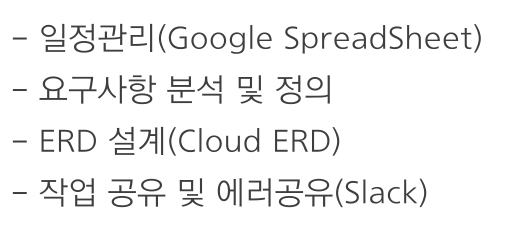 – 일정관리(Google SpreadSheet)
– 요구사항 분석 및 정의
– ERD 설계(Cloud ERD)
– 작업 공유 및 에러공유(Slack)